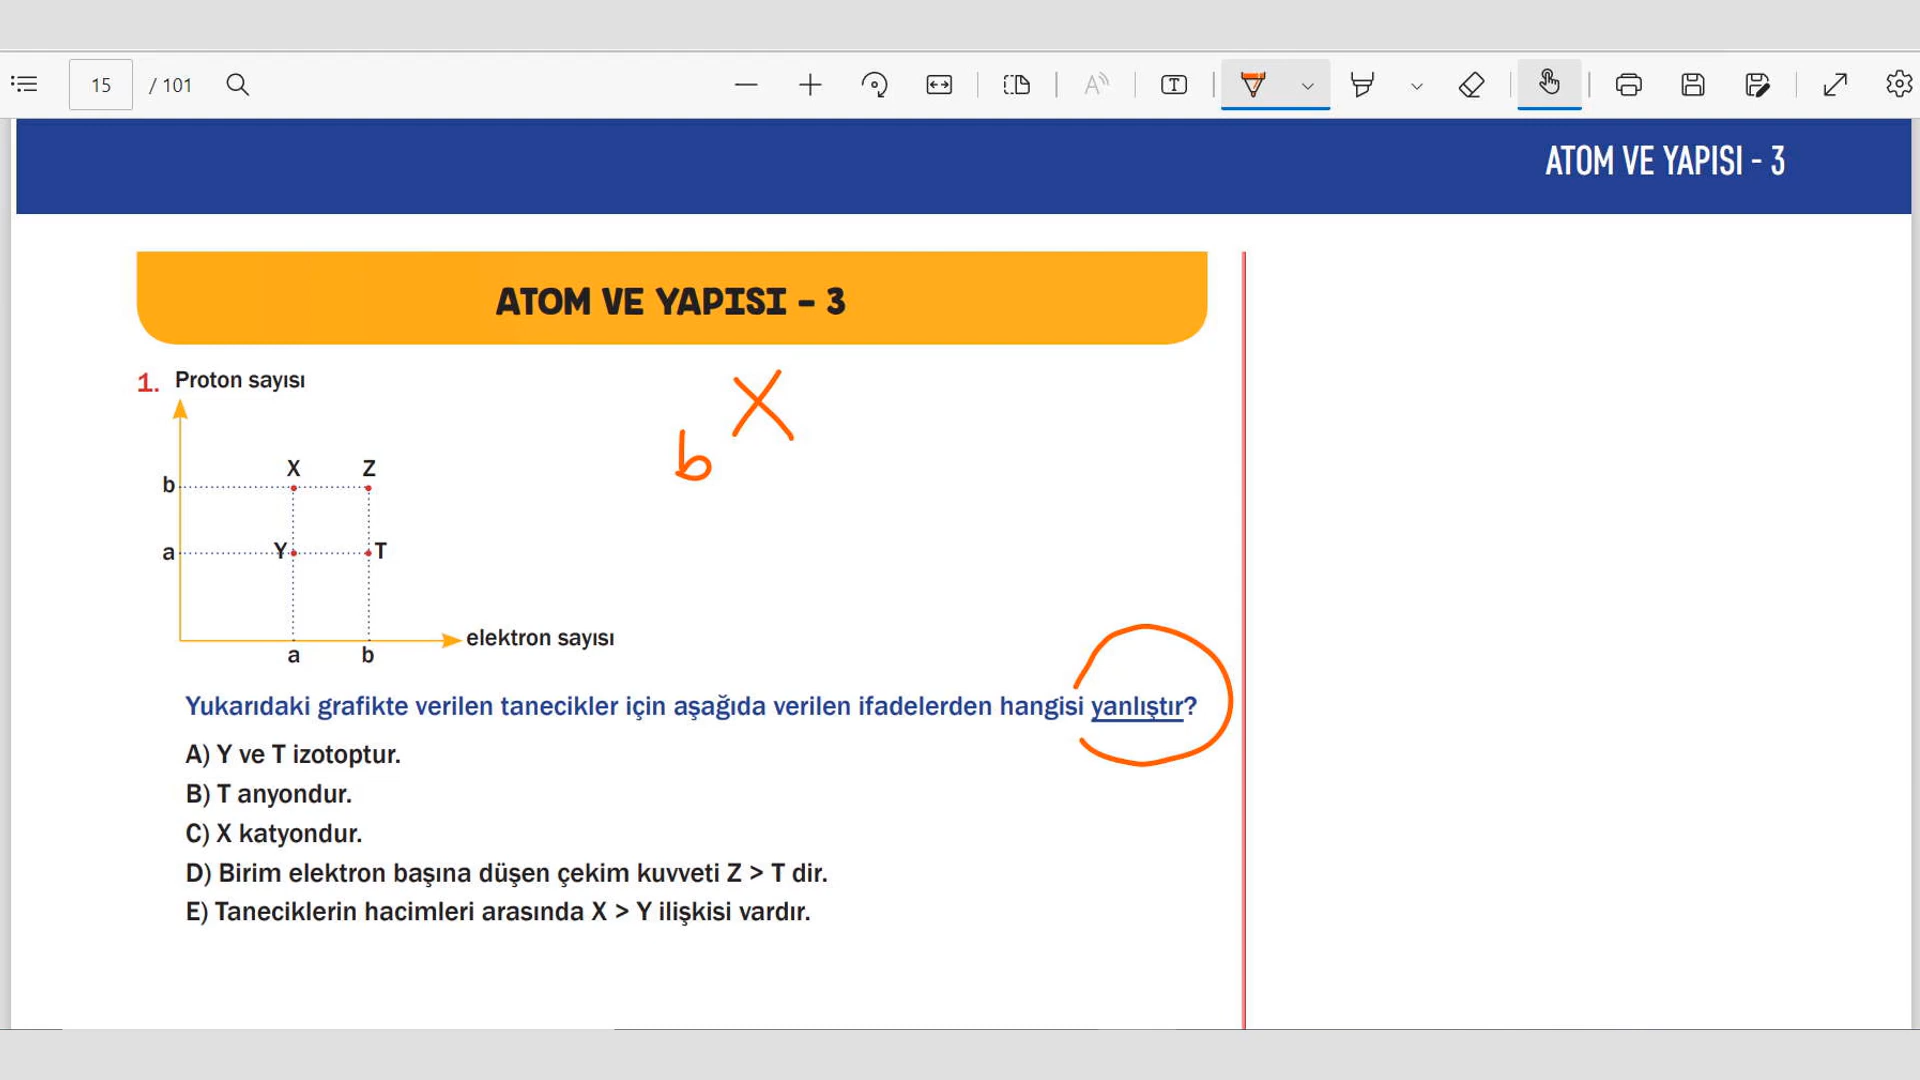 15 / 101
ATOM VE YAPISI - 3
ATOM VE YAPISI - 3
1. Proton sayısı
X
b
b X Z
a Y T
elektron sayısı
a b
Yukarıdaki grafikte verilen tanecikler için aşağıda verilen ifadelerden hangisi yanlıştır?
A) Y ve T izotoptur.
B) T anyondur.
C) X katyondur.
D) Birim elektron başına düşen çekim kuvveti Z > T dir.
E) Taneciklerin hacimleri arasında X > Y ilişkisi vardır.